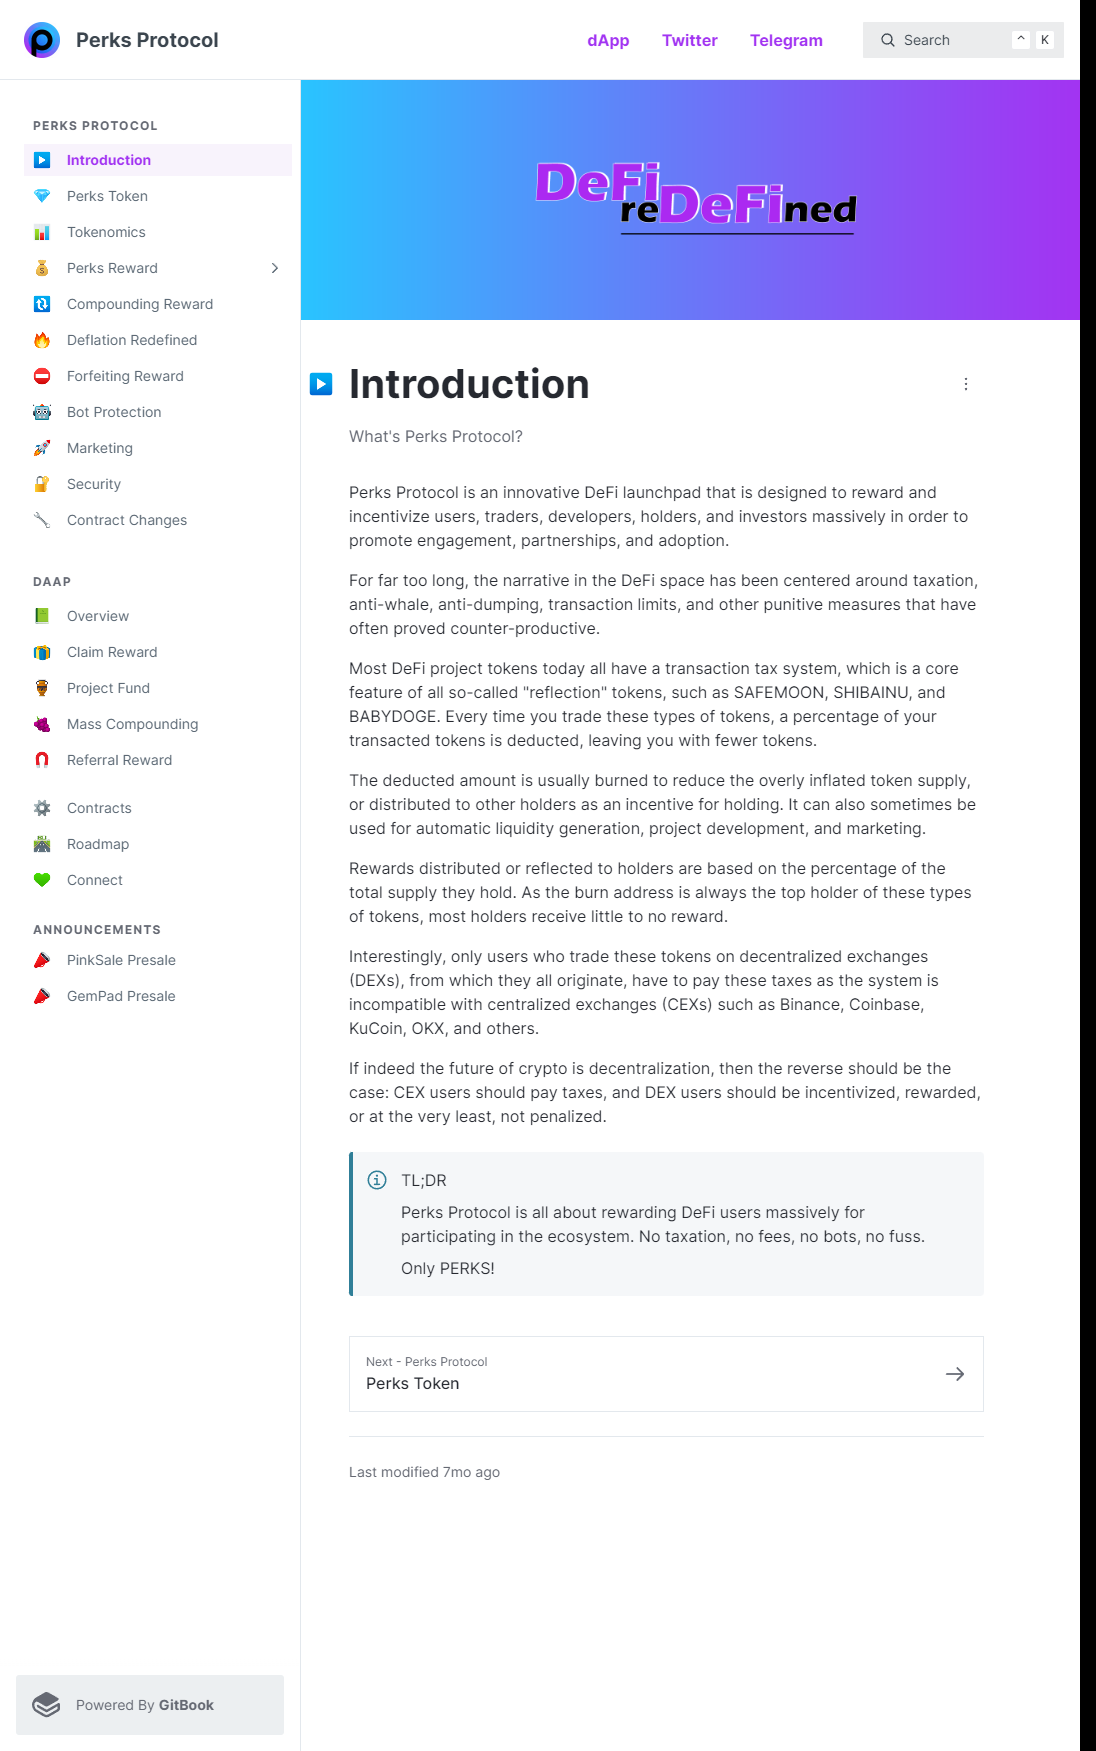 Perks Protocol
dApp
Twitter
Telegram
Search
^ K
PERKS PROTOCOL
Introduction
Perks Token
Tokenomics
Perks Reward
Compounding Reward
Deflation Redefined
Forfeiting Reward
Bot Protection
Marketing
Security
Contract Changes
DAAP
Overview
Claim Reward
Project Fund
Mass Compounding
Referral Reward
Contracts
Roadmap
Connect
ANNOUNCEMENTS
PinkSale Presale
GemPad Presale
Powered By GitBook
DeFi
reDeFined
Introduction
What's Perks Protocol?
Perks Protocol is an innovative DeFi launchpad that is designed to reward and
incentivize users, traders, developers, holders, and investors massively in order to
promote engagement, partnerships, and adoption.
For far too long, the narrative in the DeFi space has been centered around taxation,
anti-whale, anti-dumping, transaction limits, and other punitive measures that have
often proved counter-productive.
Most DeFi project tokens today all have a transaction tax system, which is a core
feature of all so-called "reflection" tokens, such as SAFEMOON, SHIBAINU, and
BABYDOGE. Every time you trade these types of tokens, a percentage of your
transacted tokens is deducted, leaving you with fewer tokens.
The deducted amount is usually burned to reduce the overly inflated token supply,
or distributed to other holders as an incentive for holding. It can also sometimes be
used for automatic liquidity generation, project development, and marketing.
Rewards distributed or reflected to holders are based on the percentage of the
total supply they hold. As the burn address is always the top holder of these types
of tokens, most holders receive little to no reward.
Interestingly, only users who trade these tokens on decentralized exchanges
(DEXs), from which they all originate, have to pay these taxes as the system is
incompatible with centralized exchanges (CEXs) such as Binance, Coinbase,
KuCoin, OKX, and others.
If indeed the future of crypto is decentralization, then the reverse should be the
case: CEX users should pay taxes, and DEX users should be incentivized, rewarded,
or at the very least, not penalized.
TL;DR
Perks Protocol is all about rewarding DeFi users massively for
participating in the ecosystem. No taxation, no fees, no bots, no fuss.
Only PERKS!
Next - Perks Protocol
Perks Token
Last modified 7mo ago